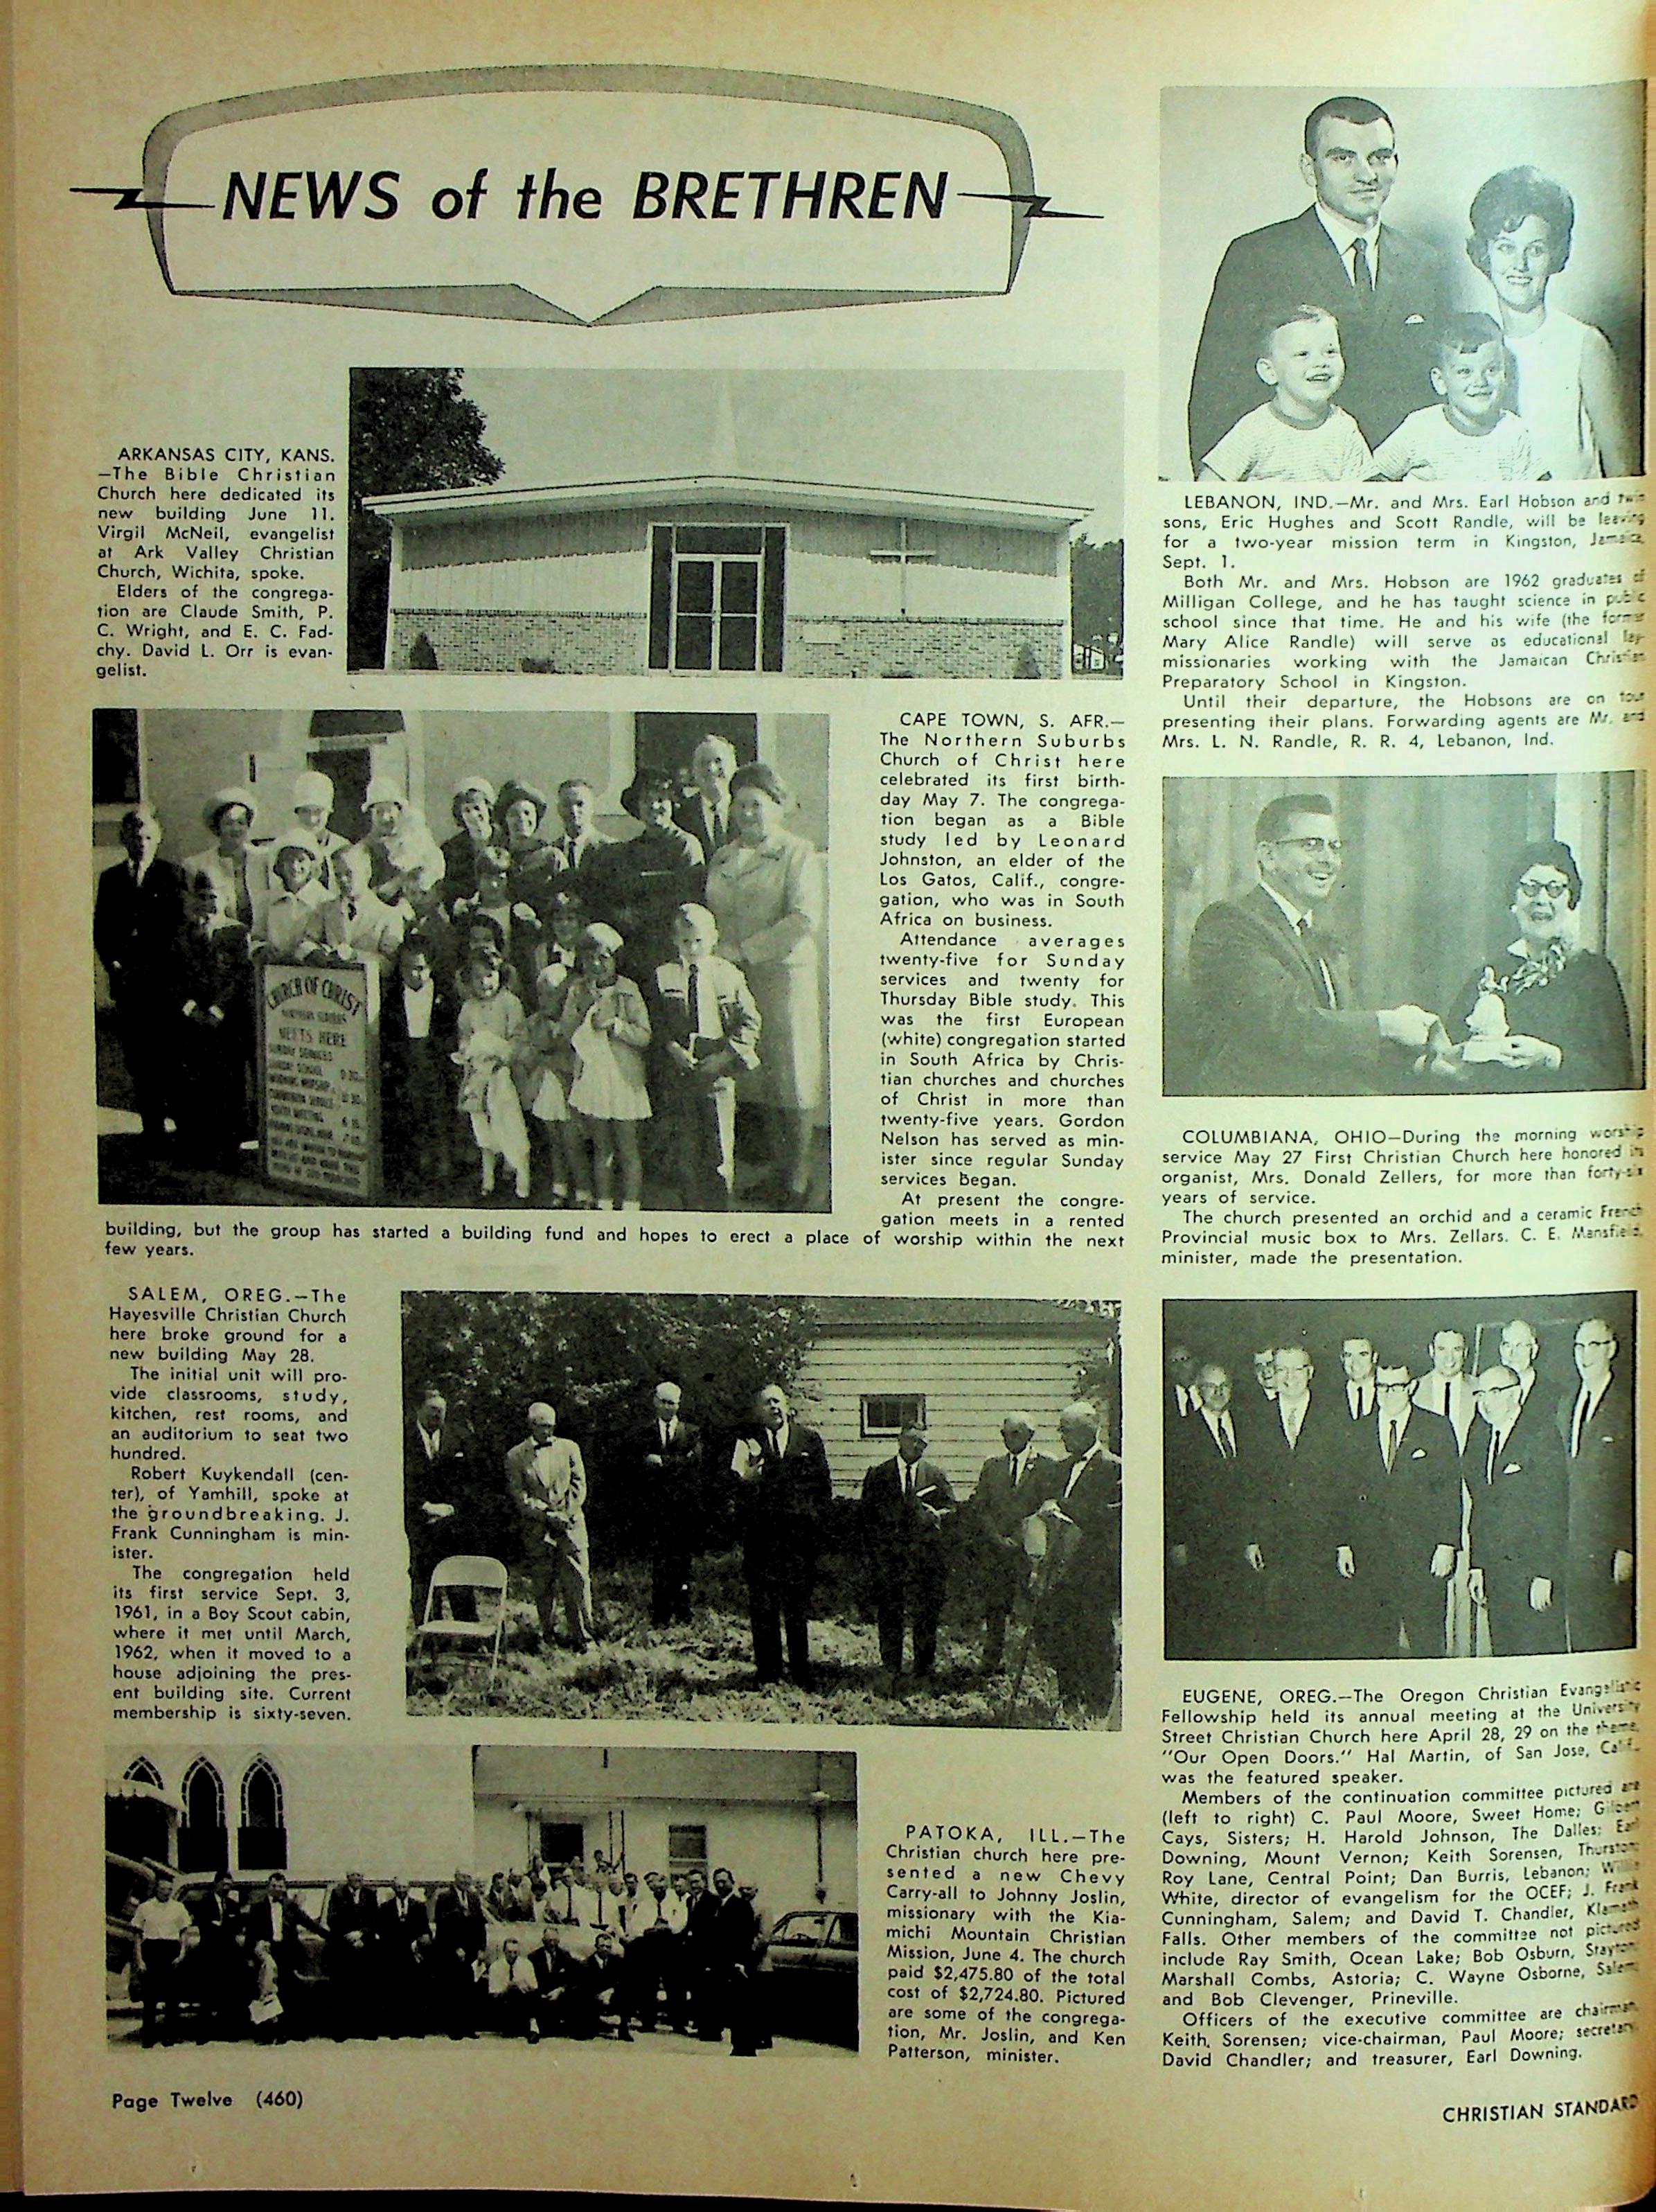 NEWS of the BRETHREN
ARKANSAS CITY, KANS.
—The Bible Christian
Church here dedicated its
new building June 11.
Virgil McNeil, evangelist
at Ark Valley Christian
Church, Wichita, spoke.
Elders of the congrega-
tion are Claude Smith, P.
C. Wright, and E. C. Fad-
chy. David L. Orr is evan-
gelist.
CHURCH OF CHRIST
NORTHERN SUBURBS
MEETS HERE
SUNDAY SERVICES
CAPE TOWN, S. AFR.—
The Northern Suburbs
Church of Christ here
celebrated its first birth-
day May 7. The congrega-
tion began as a Bible
study led by Leonard
Johnston, an elder of the
Los Gatos, Calif., congre-
gation, who was in South
Africa on business.
Attendance averages
twenty-five for Sunday
services and twenty for
Thursday Bible study. This
was the first European
(white) congregation started
in South Africa by Chris-
tian churches and churches
of Christ in more than
twenty-five years. Gordon
Nelson has served as min-
ister since regular Sunday
services began.
At present the congre-
gation meets in a rented
building, but the group has started a building fund and hopes to erect a place of worship within the next
few years.
SALEM, OREG.—The
Hayesville Christian Church
here broke ground for a
new building May 28.
The initial unit will pro-
vide classrooms, study,
kitchen, rest rooms, and
an auditorium to seat two
hundred.
Robert Kuykendall (cen-
ter), of Yamhill, spoke at
the groundbreaking. J.
Frank Cunningham is min-
ister.
The congregation held
its first service Sept. 3,
1961, in a Boy Scout cabin,
where it met until March,
1962, when it moved to a
house adjoining the pres-
ent building site. Current
membership is sixty-seven.
PATOKA, ILL.—The
Christian church here pre-
sented a new Chevy
Carry-all to Johnny Joslin,
missionary with the Kia-
michi Mountain Christian
Mission, June 4. The church
paid $2,475.80 of the total
cost of $2,724.80. Pictured
are some of the congrega-
tion, Mr. Joslin, and Ken
Patterson, minister.
LEBANON, IND.—Mr. and Mrs. Earl Hobson and twin
sons, Eric Hughes and Scott Randle, will be leaving
for a two-year mission term in Kingston, Jamaica,
Sept. 1.
Both Mr. and Mrs. Hobson are 1962 graduates of
Milligan College, and he has taught science in public
school since that time. He and his wife (the former
Mary Alice Randle) will serve as educational lay-
missionaries working with the Jamaican Christian
Preparatory School in Kingston.
Until their departure, the Hobsons are on tour
presenting their plans. Forwarding agents are Mr. and
Mrs. L. N. Randle, R. R. 4, Lebanon, Ind.
COLUMBIANA, OHIO—During the morning worship
service May 27 First Christian Church here honored its
organist, Mrs. Donald Zellers, for more than forty-six
years of service.
The church presented an orchid and a ceramic French
Provincial music box to Mrs. Zellars. C. E. Mansfield,
minister, made the presentation.
EUGENE, OREG.—The Oregon Christian Evangelistic
Fellowship held its annual meeting at the University
Street Christian Church here April 28, 29 on the theme,
"Our Open Doors." Hal Martin, of San Jose, Calif.,
was the featured speaker.
Members of the continuation committee pictured are
(left to right) C. Paul Moore, Sweet Home; Gilbert
Cays, Sisters; H. Harold Johnson, The Dalles; Earl
Downing, Mount Vernon; Keith Sorensen, Thurston;
Roy Lane, Central Point; Dan Burris, Lebanon; Willie
White, director of evangelism for the OCEF; J. Frank
Cunningham, Salem; and David T. Chandler, Klamath
Falls. Other members of the committee not pictured
include Ray Smith, Ocean Lake; Bob Osburn, Stayton;
Marshall Combs, Astoria; C. Wayne Osborne, Salem;
and Bob Clevenger, Prineville.
Officers of the executive committee are chairman,
Keith, Sorensen; vice-chairman, Paul Moore; secretary,
David Chandler; and treasurer, Earl Downing.
Page Twelve (460)
CHRISTIAN STANDARD